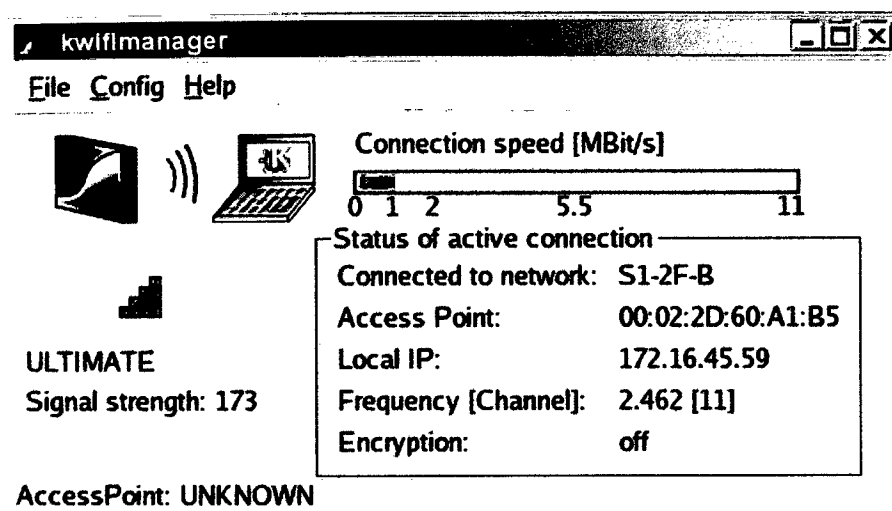 kwifimanager
File Config Help
Connection speed [MBit/s]
0 1 2 5.5 11
Status of active connection
Connected to network: S1-2F-B
Access Point: 00:02:2D:60:A1:B5
Local IP: 172.16.45.59
Frequency [Channel]: 2.462 [11]
Encryption: off
ULTIMATE
Signal strength: 173
AccessPoint: UNKNOWN